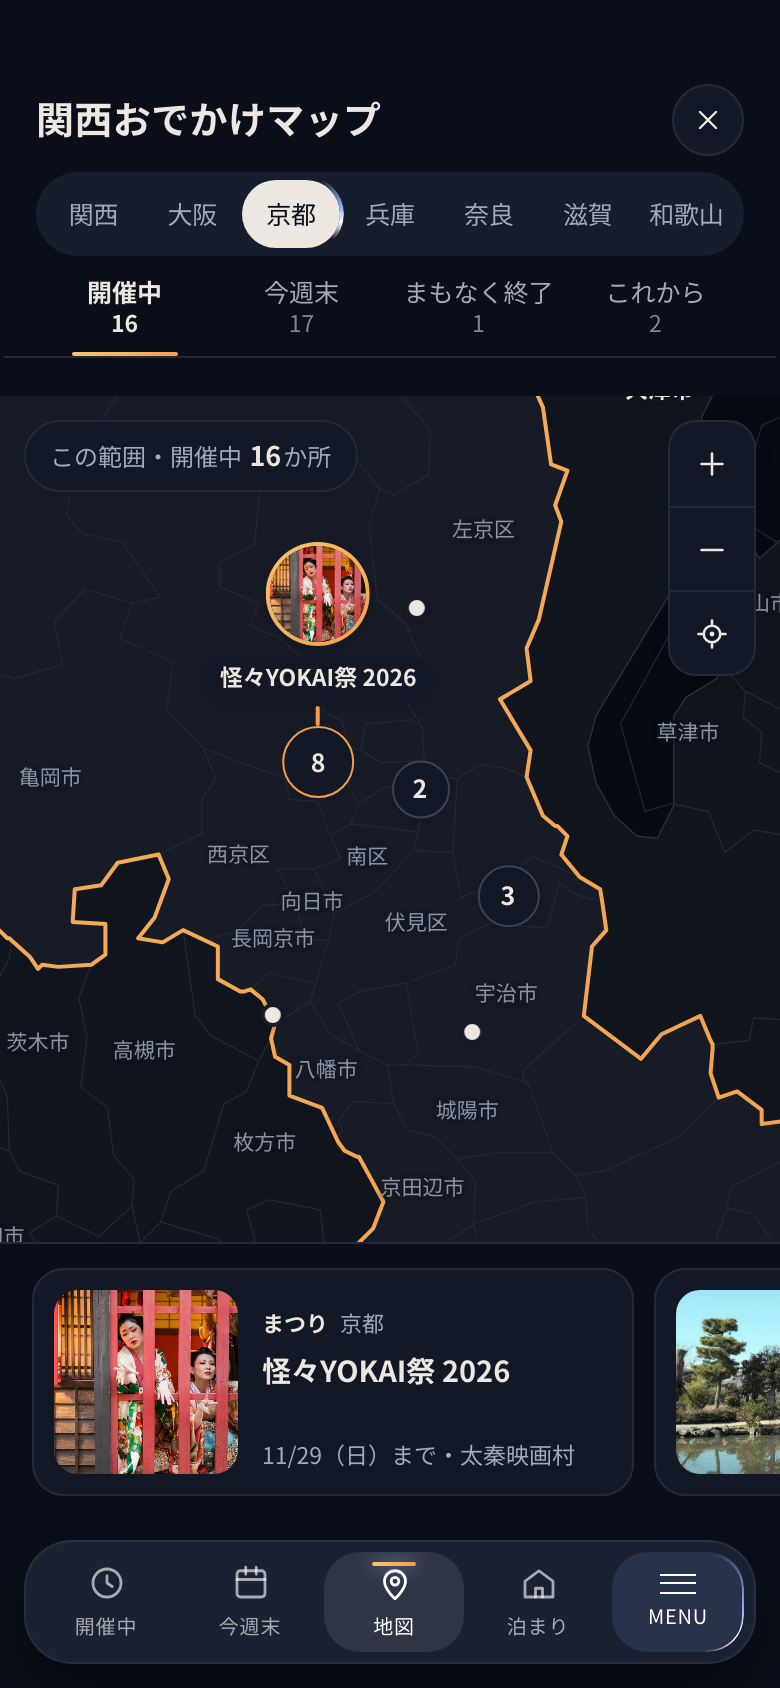 関西おでかけマップ
関西 大阪 京都 兵庫 奈良 滋賀 和歌山
開催中 今週末 まもなく終了 これから
16 17 1 2
この範囲・開催中 16か所
左京区
怪々YOKAI祭 2026
草津市
8
亀岡市
2
西京区
南区
3
向日市
伏見区
長岡京市
宇治市
茨木市
高槻市
八幡市
城陽市
枚方市
京田辺市
まつり 京都
怪々YOKAI祭 2026
11/29（日）まで・太秦映画村
開催中 今週末 地図 泊まり MENU